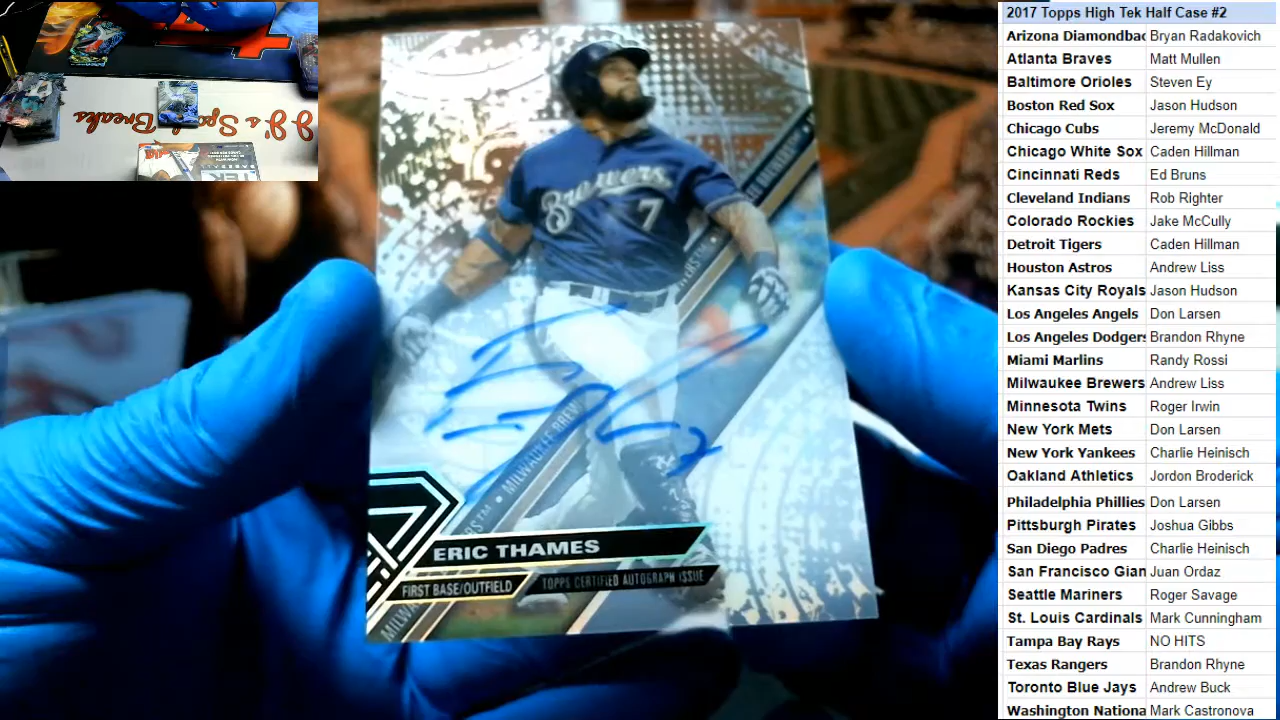 2017 Topps High Tek Half Case #2
Arizona Diamondbac Bryan Radakovich
Atlanta Braves Matt Mullen
Baltimore Orioles Steven Ey
Boston Red Sox Jason Hudson
Chicago Cubs Jeremy McDonald
Chicago White Sox Caden Hillman
Cincinnati Reds Ed Bruns
Cleveland Indians Rob Righter
Colorado Rockies Jake McCully
Detroit Tigers Caden Hillman
Houston Astros Andrew Liss
Kansas City Royals Jason Hudson
Los Angeles Angels Don Larsen
Los Angeles Dodgers Brandon Rhyne
Miami Marlins Randy Rossi
Milwaukee Brewers Andrew Liss
Minnesota Twins Roger Irwin
New York Mets Don Larsen
New York Yankees Charlie Heinisch
Oakland Athletics Jordon Broderick
Philadelphia Phillies Don Larsen
Pittsburgh Pirates Joshua Gibbs
San Diego Padres Charlie Heinisch
San Francisco Gian Juan Ordaz
Seattle Mariners Roger Savage
St. Louis Cardinals Mark Cunningham
Tampa Bay Rays NO HITS
Texas Rangers Brandon Rhyne
Toronto Blue Jays Andrew Buck
Washington Nationa Mark Castronova
Brewers
7
MILWAUKEE BREW
ERIC THAMES
FIRST BASE/OUTFIELD
TOPPS CERTIFIED AUTOGRAPH ISSUE
J's Sports Breaks
TEK
BASEBALL